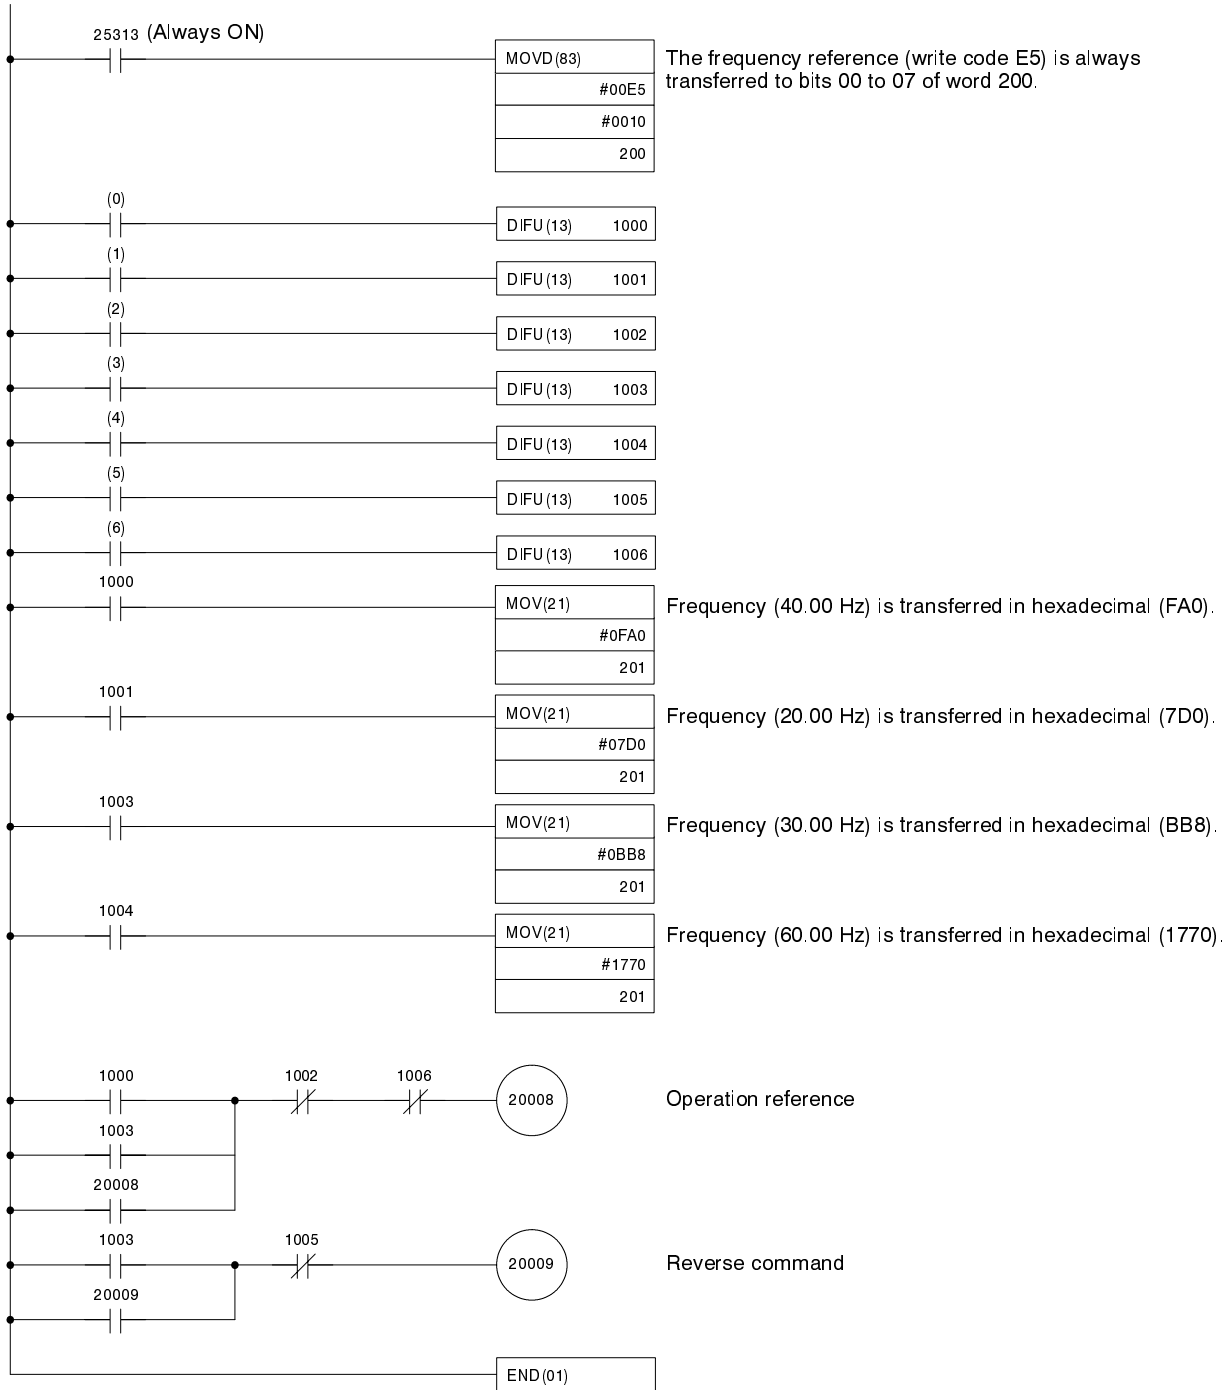 25313 (Always ON)
MOVD(83)
#00E5
#0010
200
The frequency reference (write code E5) is always
transferred to bits 00 to 07 of word 200.
(0)
DIFU(13) 1000
(1)
DIFU(13) 1001
(2)
DIFU(13) 1002
(3)
DIFU(13) 1003
(4)
DIFU(13) 1004
(5)
DIFU(13) 1005
(6)
DIFU(13) 1006
1000
MOV(21)
#0FA0
201
Frequency (40.00 Hz) is transferred in hexadecimal (FA0).
1001
MOV(21)
#07D0
201
Frequency (20.00 Hz) is transferred in hexadecimal (7D0).
1003
MOV(21)
#0BB8
201
Frequency (30.00 Hz) is transferred in hexadecimal (BB8).
1004
MOV(21)
#1770
201
Frequency (60.00 Hz) is transferred in hexadecimal (1770).
1000 1002 1006
20008
Operation reference
1003
20008
1003 1005
20009
Reverse command
20009
END(01)